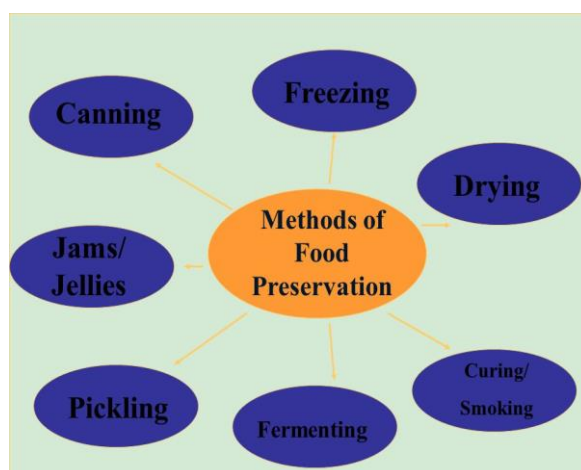 Freezing
Canning
Drying
Methods of
Food
Preservation
Jams/
Jellies
Curing/
Smoking
Pickling
Fermenting